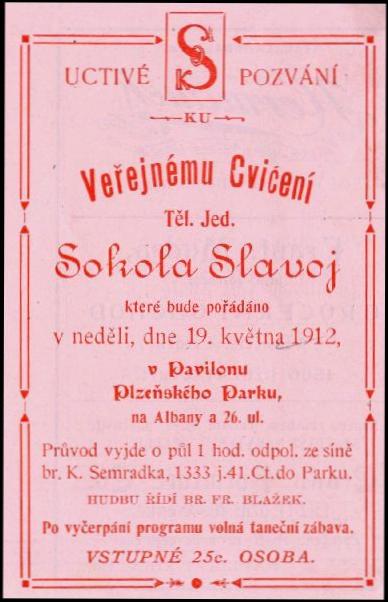 SOKOL
UCTIVÉ POZVÁNÍ
KU
Veřejnému Cvičení
Těl. Jed.
Sokola Slavoj
které bude pořádáno
v neděli, dne 19. května 1912,
v Pavilonu
Plzeňského Parku,
na Albany a 26. ul.
Průvod vyjde o půl 1 hod. odpol. ze síně
br. K. Semradka, 1333 j. 41. Ct. do Parku.
HUDBU ŘÍDÍ BR. FR. BLAŽEK.
Po vyčerpání programu volná taneční zábava.
VSTUPNÉ 25c. OSOBA.